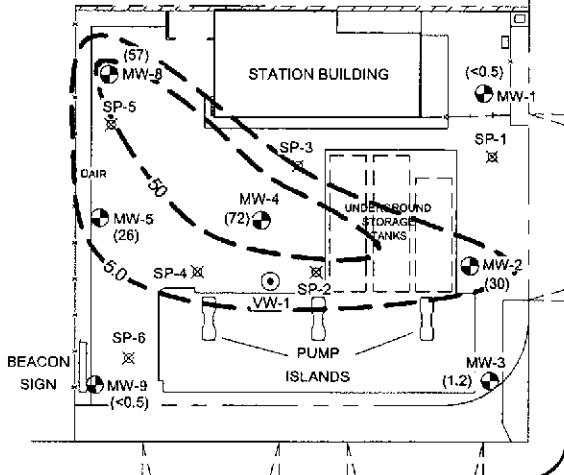 (57)
MW-8
STATION BUILDING
(<0.5)
MW-1
SP-5
SP-3
SP-1
AIR
50
MW-4
(72)
UNDERGROUND
STORAGE
TANKS
MW-5
(26)
5.0
SP-4
SP-2
MW-2
(30)
VW-1
SP-6
PUMP
ISLANDS
BEACON
SIGN
MW-9
(<0.5)
MW-3
(1.2)